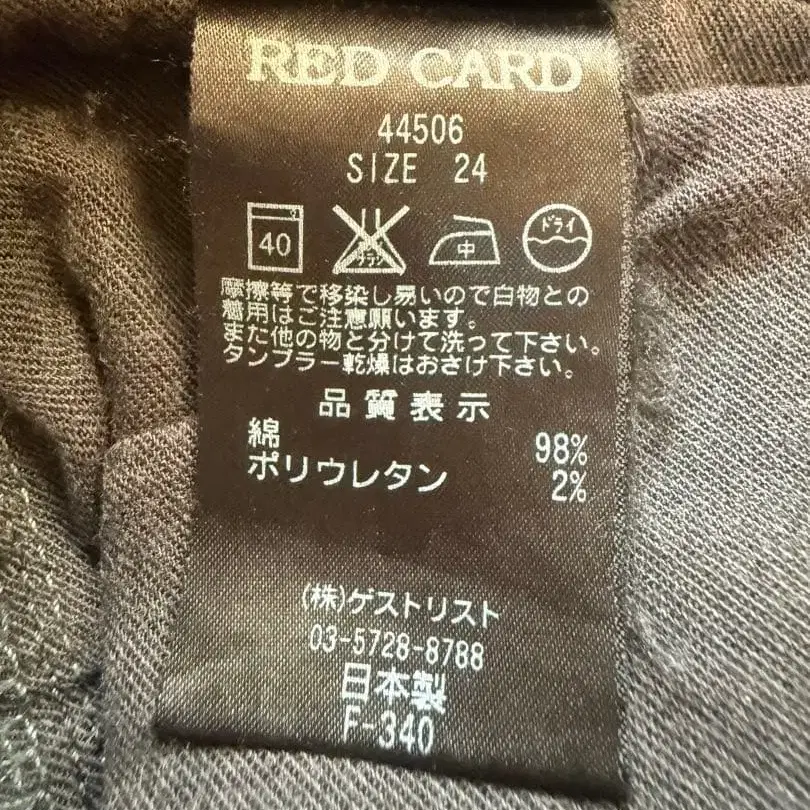 RED CARD
44506
SIZE 24
40 中 ドライ
摩擦等で移染し易いので白物との
着用はご注意願います。
また他の物と分けて洗って下さい。
タンブラー乾燥はおさけ下さい。
品質表示
綿 98%
ポリウレタン 2%
(株)ゲストリスト
03-5728-8788
日本製
F-340